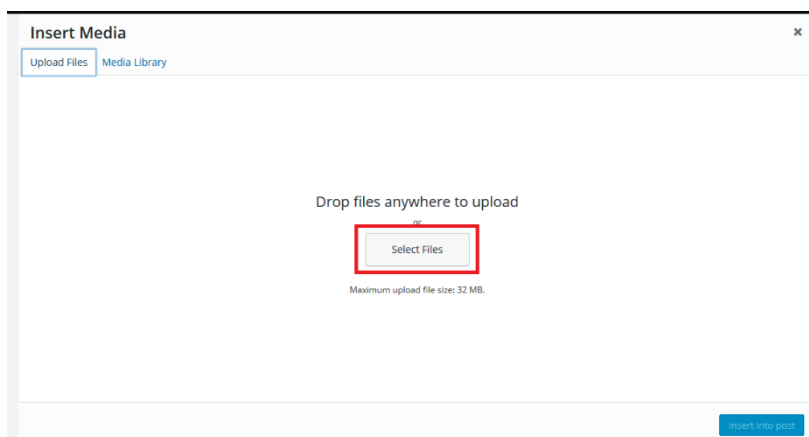 Insert Media
×
Upload Files Media Library
Drop files anywhere to upload
or
Select Files
Maximum upload file size: 32 MB.
Insert into post